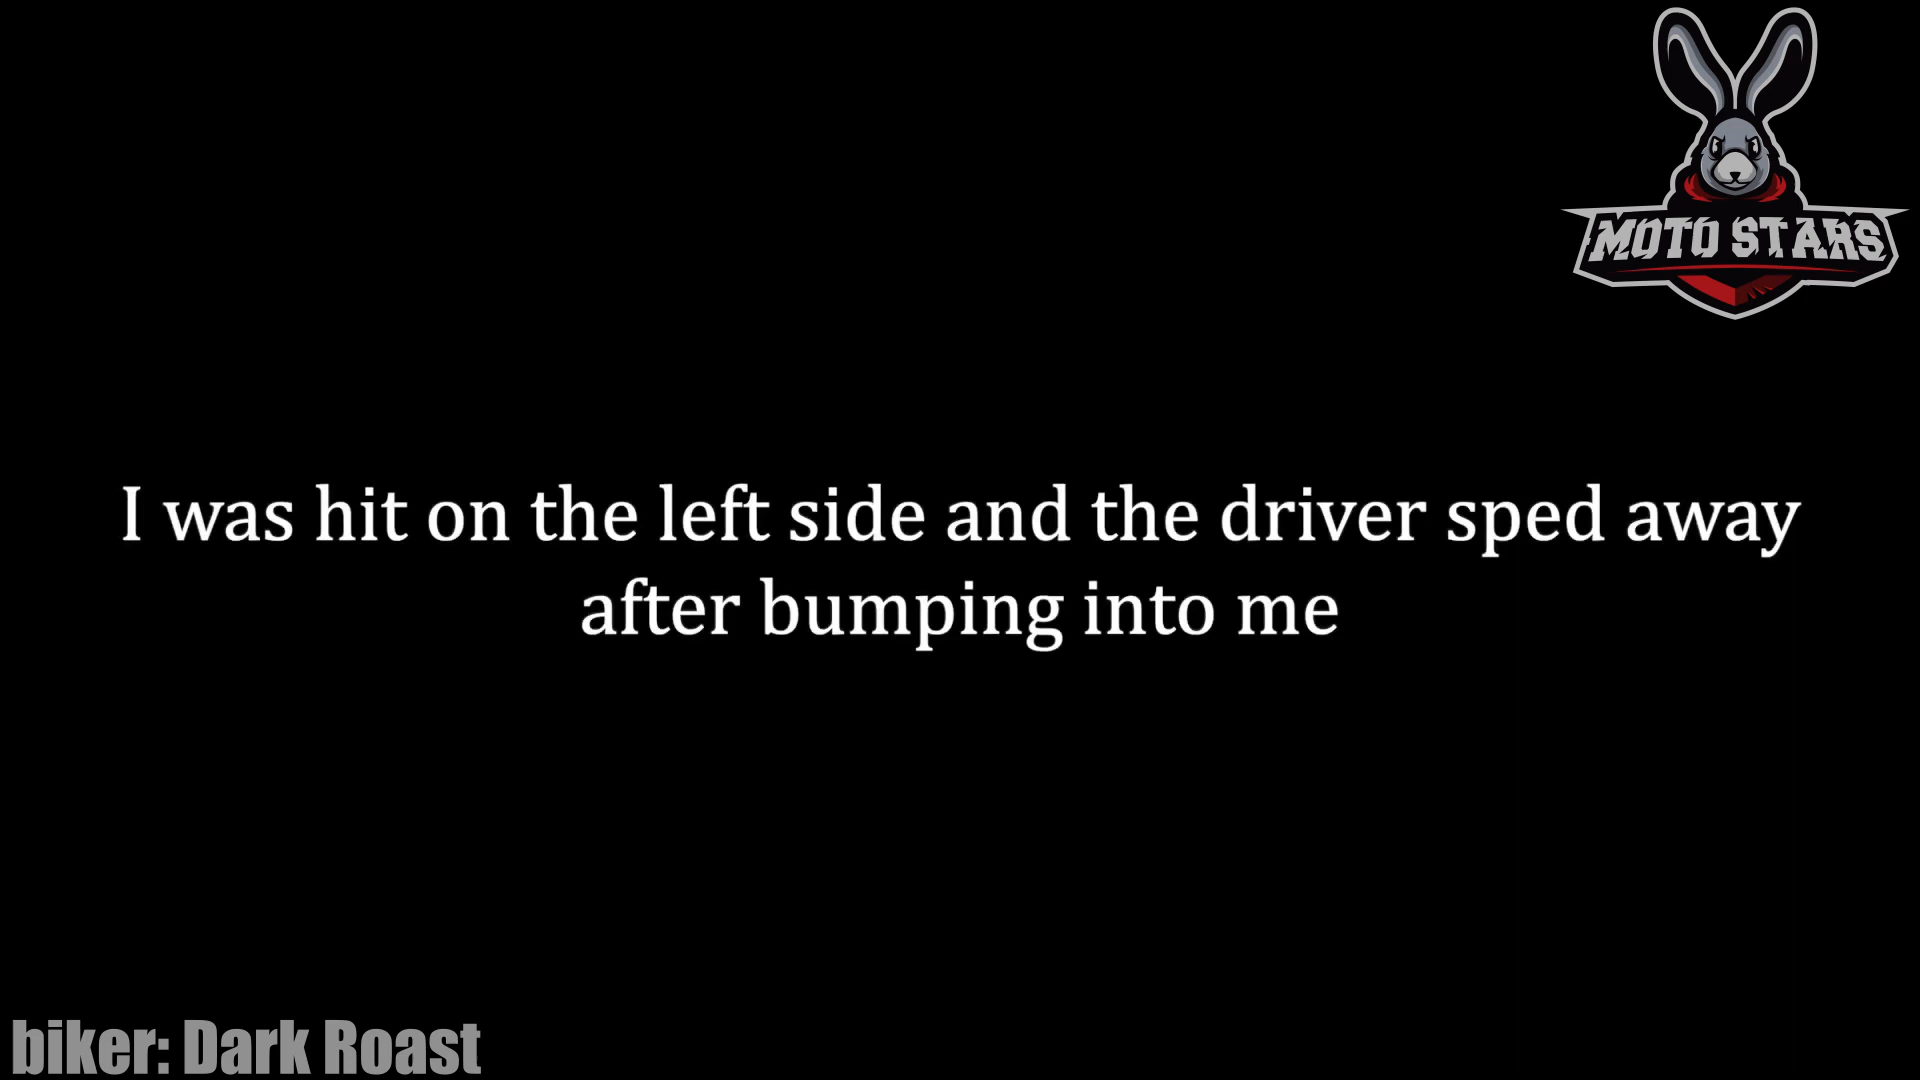 MOTO STARS
I was hit on the left side and the driver sped away
after bumping into me
biker: Dark Roast